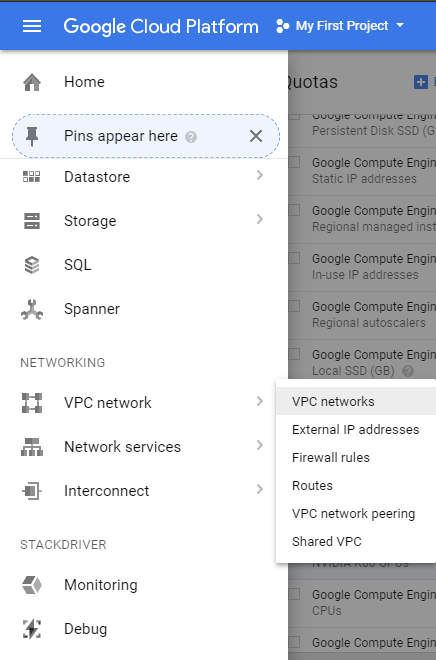 Google Cloud Platform My First Project
Quotas
Home
Pins appear here
Datastore
Storage
SQL
Spanner
NETWORKING
VPC network
Network services
Interconnect
STACKDRIVER
Monitoring
Debug
VPC networks
External IP addresses
Firewall rules
Routes
VPC network peering
Shared VPC
Google Compute Engin
Persistent Disk SSD (G
Google Compute Engin
Static IP addresses
Google Compute Engin
Regional managed inst
Google Compute Engin
In-use IP addresses
Google Compute Engin
Regional autoscalers
Google Compute Engin
Local SSD (GB)
NVIDIA K80 GPUs
Google Compute Engin
CPUs
Google Compute Engin